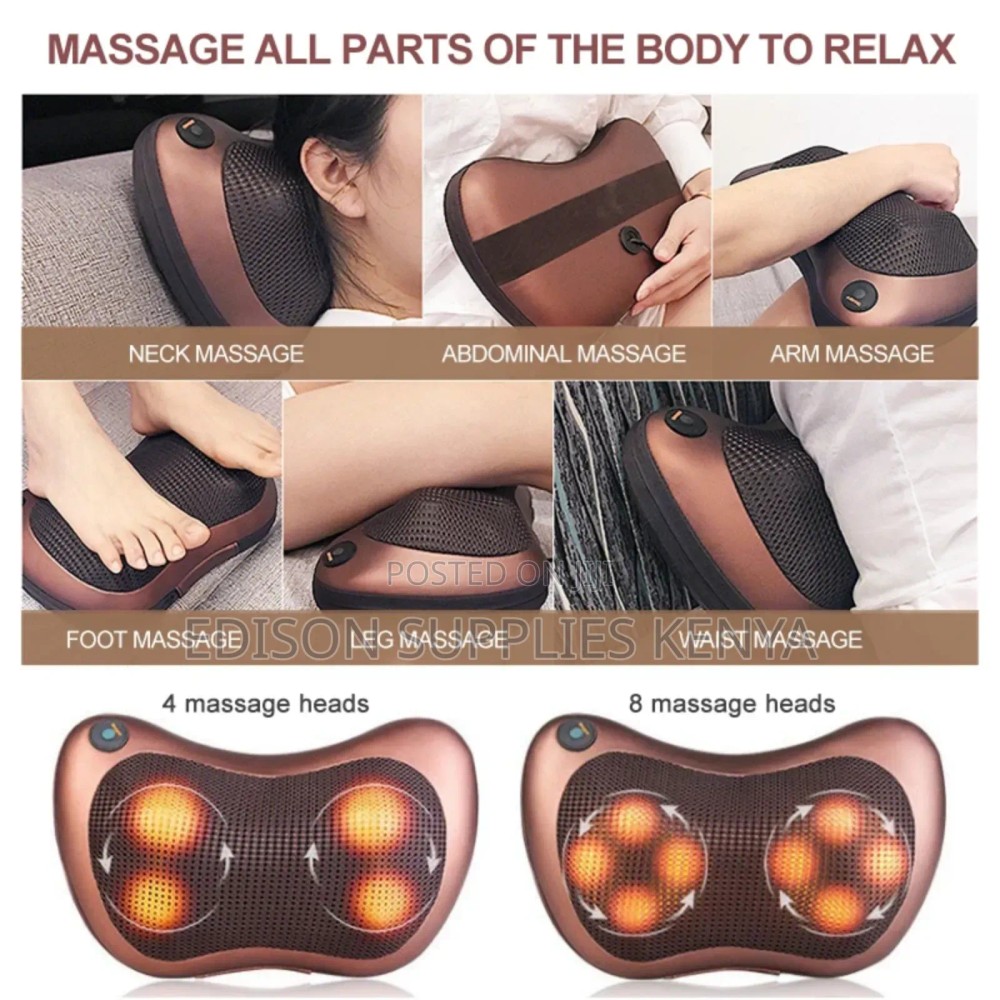 MASSAGE ALL PARTS OF THE BODY TO RELAX
NECK MASSAGE
ABDOMINAL MASSAGE
ARM MASSAGE
POSTED ON JIJI
FOOT MASSAGE
LEG MASSAGE
WAIST MASSAGE
EDISON SUPPLIES KENYA
4 massage heads
8 massage heads